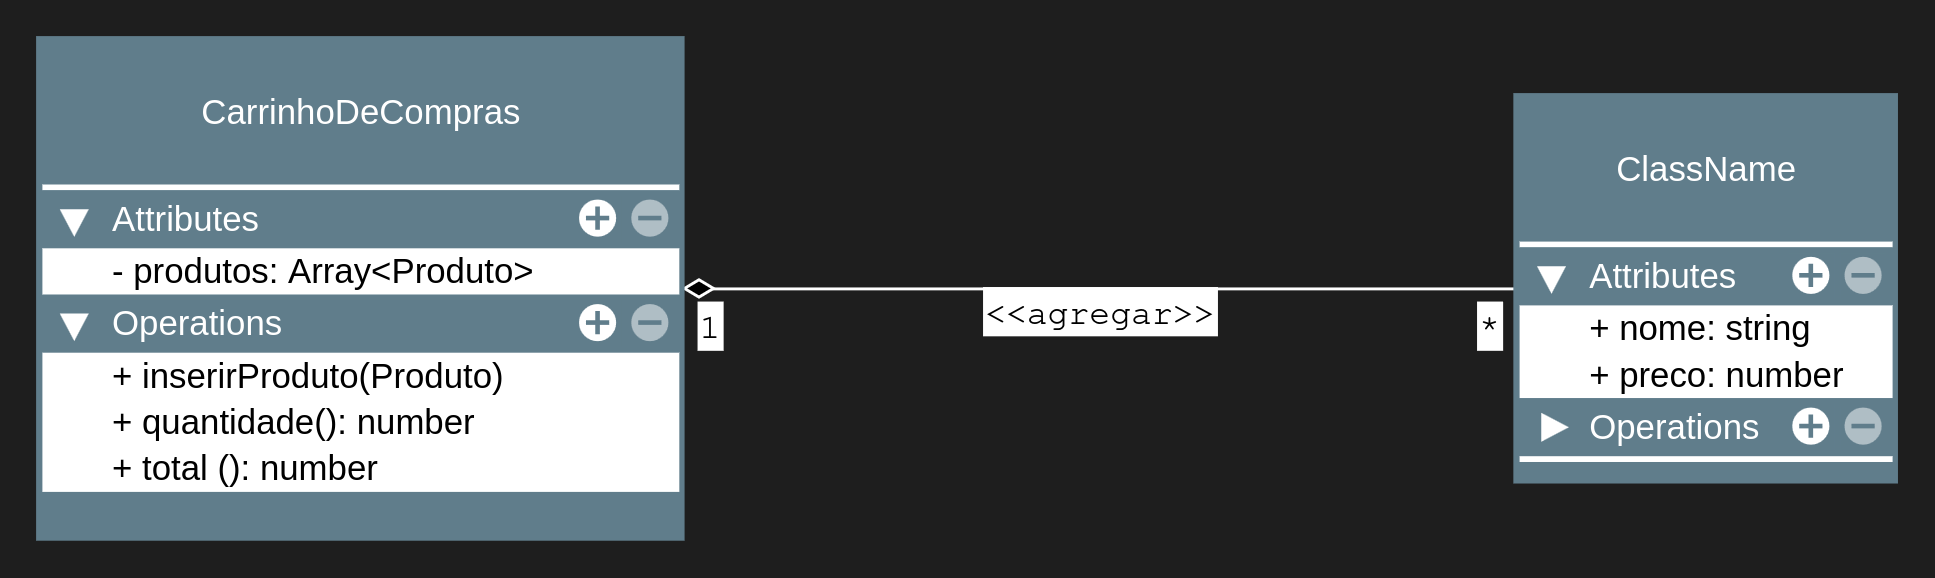 CarrinhoDeCompras
Attributes
- produtos: Array<Produto>
Operations
+ inserirProduto(Produto)
+ quantidade(): number
+ total (): number
1
<<agregar>>
*
ClassName
Attributes
+ nome: string
+ preco: number
Operations